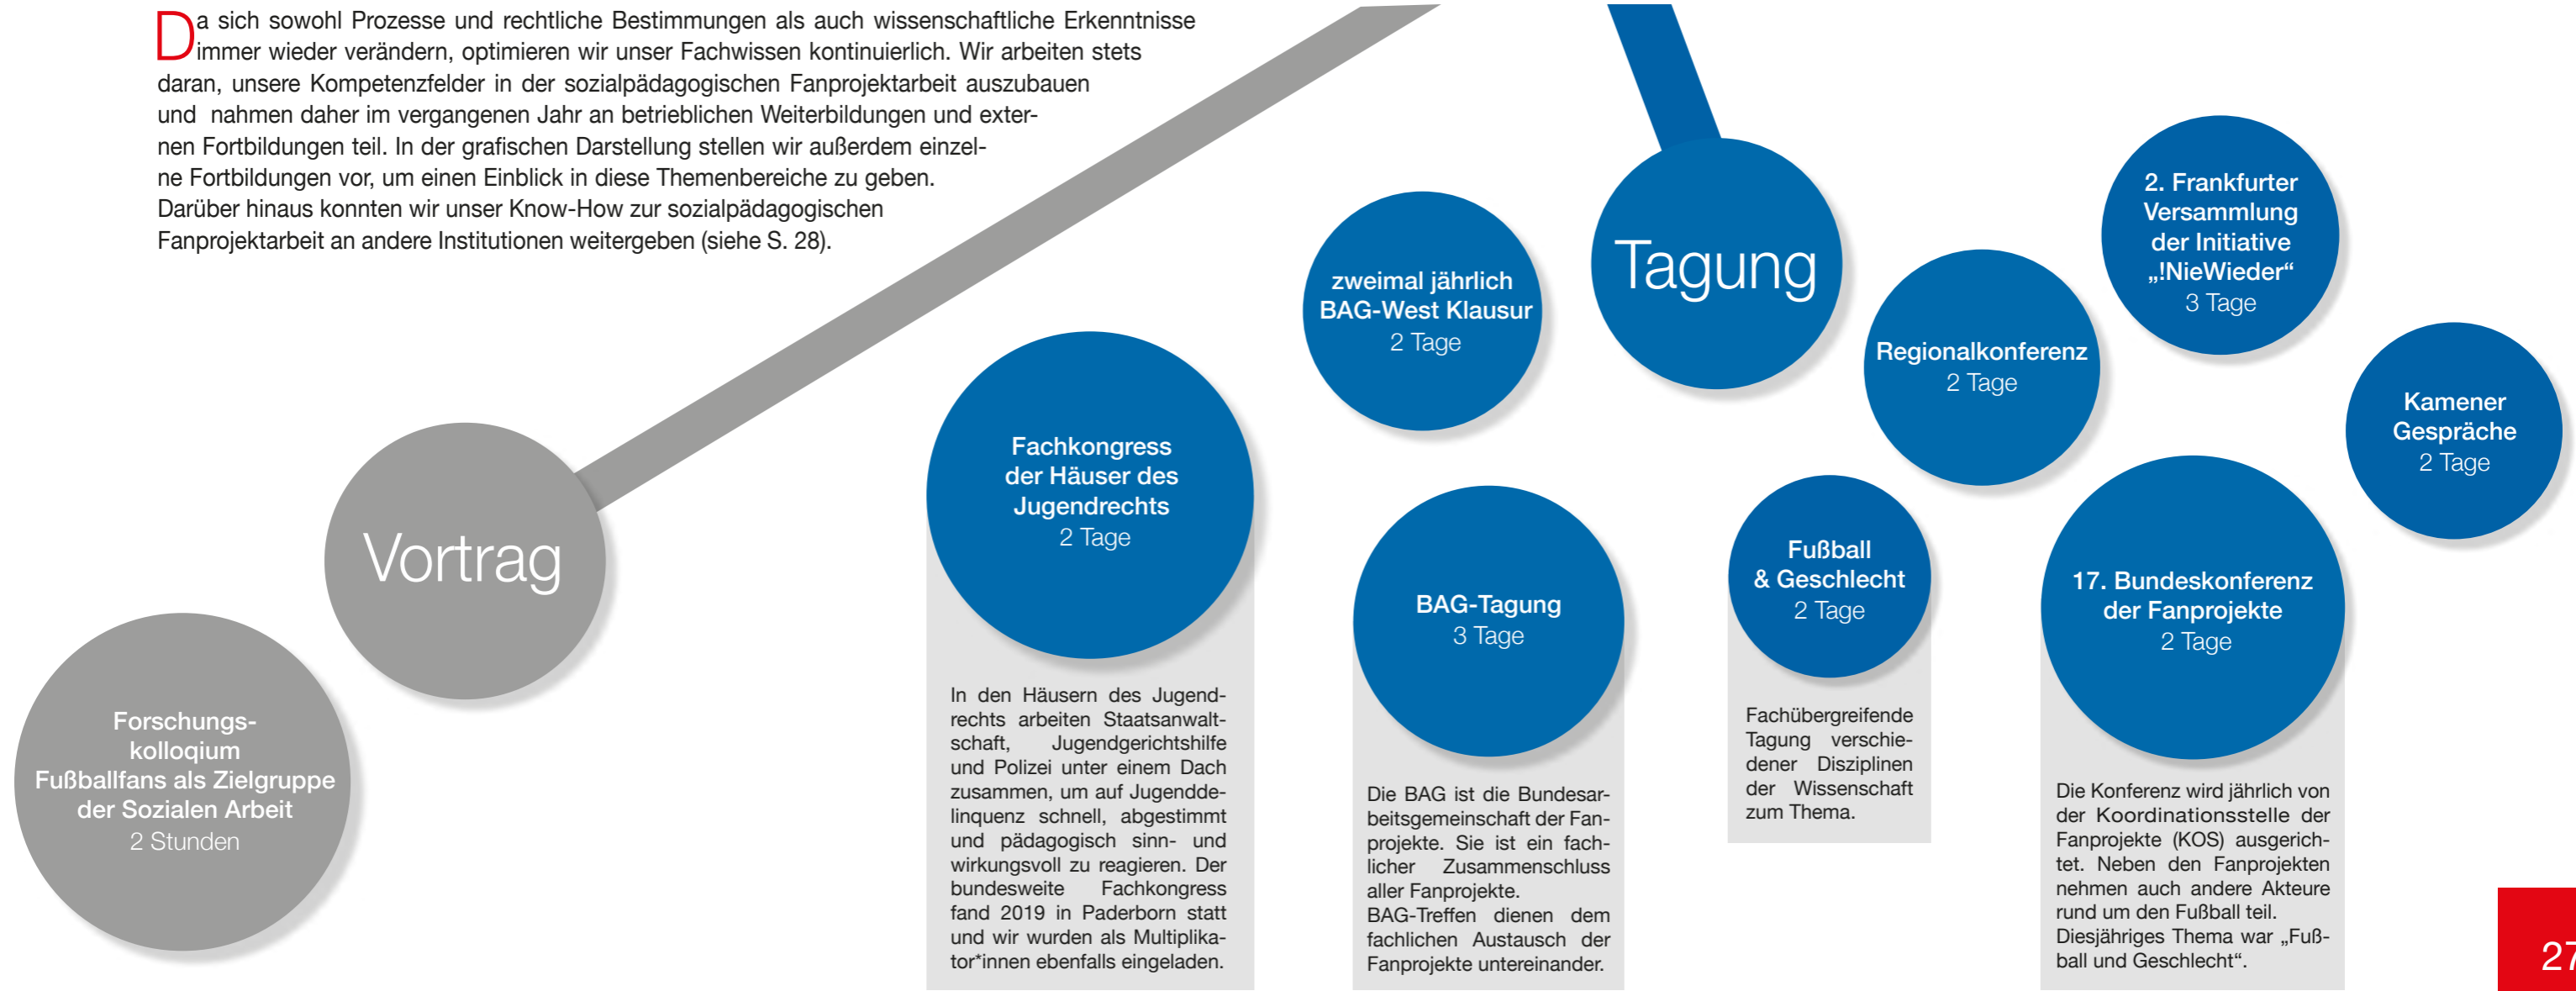 Da sich sowohl Prozesse und rechtliche Bestimmungen als auch wissenschaftliche Erkenntnisse
immer wieder verändern, optimieren wir unser Fachwissen kontinuierlich. Wir arbeiten stets
daran, unsere Kompetenzfelder in der sozialpädagogischen Fanprojektarbeit auszubauen
und nahmen daher im vergangenen Jahr an betrieblichen Weiterbildungen und exter-
nen Fortbildungen teil. In der grafischen Darstellung stellen wir außerdem einzel-
ne Fortbildungen vor, um einen Einblick in diese Themenbereiche zu geben.
Darüber hinaus konnten wir unser Know-How zur sozialpädagogischen
Fanprojektarbeit an andere Institutionen weitergeben (siehe S. 28).
Vortrag
Forschungs-
kolloqium
Fußballfans als Zielgruppe
der Sozialen Arbeit
2 Stunden
Tagung
Fachkongress
der Häuser des
Jugendrechts
2 Tage
In den Häusern des Jugend-
rechts arbeiten Staatsanwalt-
schaft, Jugendgerichtshilfe
und Polizei unter einem Dach
zusammen, um auf Jugendde-
linquenz schnell, abgestimmt
und pädagogisch sinn- und
wirkungsvoll zu reagieren. Der
bundesweite Fachkongress
fand 2019 in Paderborn statt
und wir wurden als Multiplika-
tor*innen ebenfalls eingeladen.
zweimal jährlich
BAG-West Klausur
2 Tage
BAG-Tagung
3 Tage
Die BAG ist die Bundesar-
beitsgemeinschaft der Fan-
projekte. Sie ist ein fach-
licher Zusammenschluss
aller Fanprojekte.
BAG-Treffen dienen dem
fachlichen Austausch der
Fanprojekte untereinander.
Fußball
& Geschlecht
2 Tage
Fachübergreifende
Tagung verschie-
dener Disziplinen
der Wissenschaft
zum Thema.
Regionalkonferenz
2 Tage
2. Frankfurter
Versammlung
der Initiative
„!NieWieder“
3 Tage
17. Bundeskonferenz
der Fanprojekte
2 Tage
Die Konferenz wird jährlich von
der Koordinationsstelle der
Fanprojekte (KOS) ausgerich-
tet. Neben den Fanprojekten
nehmen auch andere Akteure
rund um den Fußball teil.
Diesjähriges Thema war „Fuß-
ball und Geschlecht“.
Kamener
Gespräche
2 Tage
27